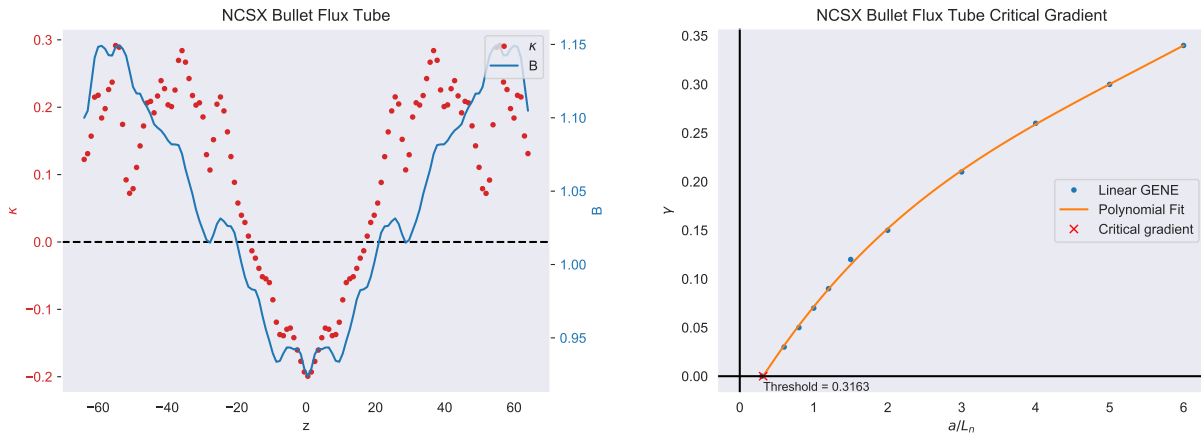 NCSX Bullet Flux Tube
0.3
0.2
0.1
0.0
−0.1
−0.2
κ
−60
−40
−20
0
20
40
60
z
1.15
1.10
1.05
1.00
0.95
B
κ
B
NCSX Bullet Flux Tube Critical Gradient
0.35
0.30
0.25
0.20
0.15
0.10
0.05
0.00
γ
Linear GENE
Polynomial Fit
Critical gradient
Threshold = 0.3163
0
1
2
3
4
5
6
a/Lₙ